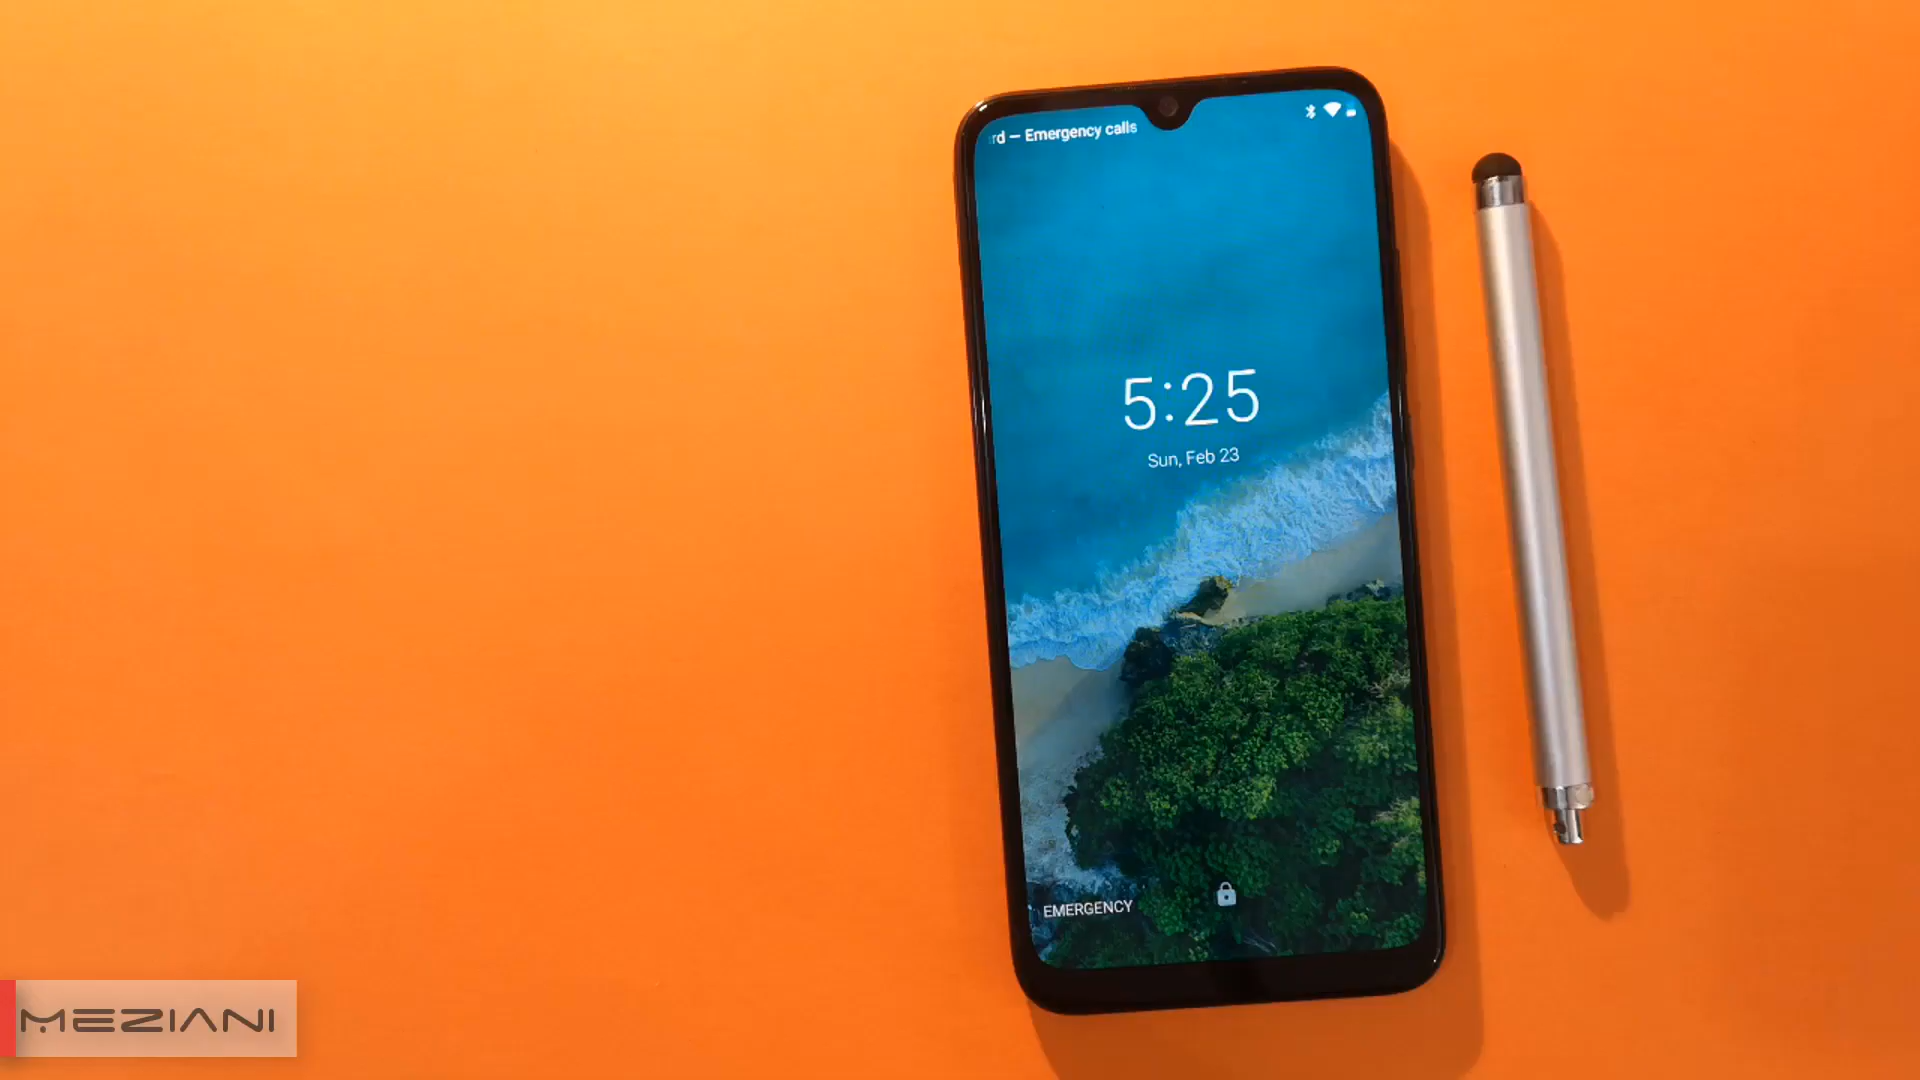 rd — Emergency calls
5:25
Sun, Feb 23
EMERGENCY
MEZIANI